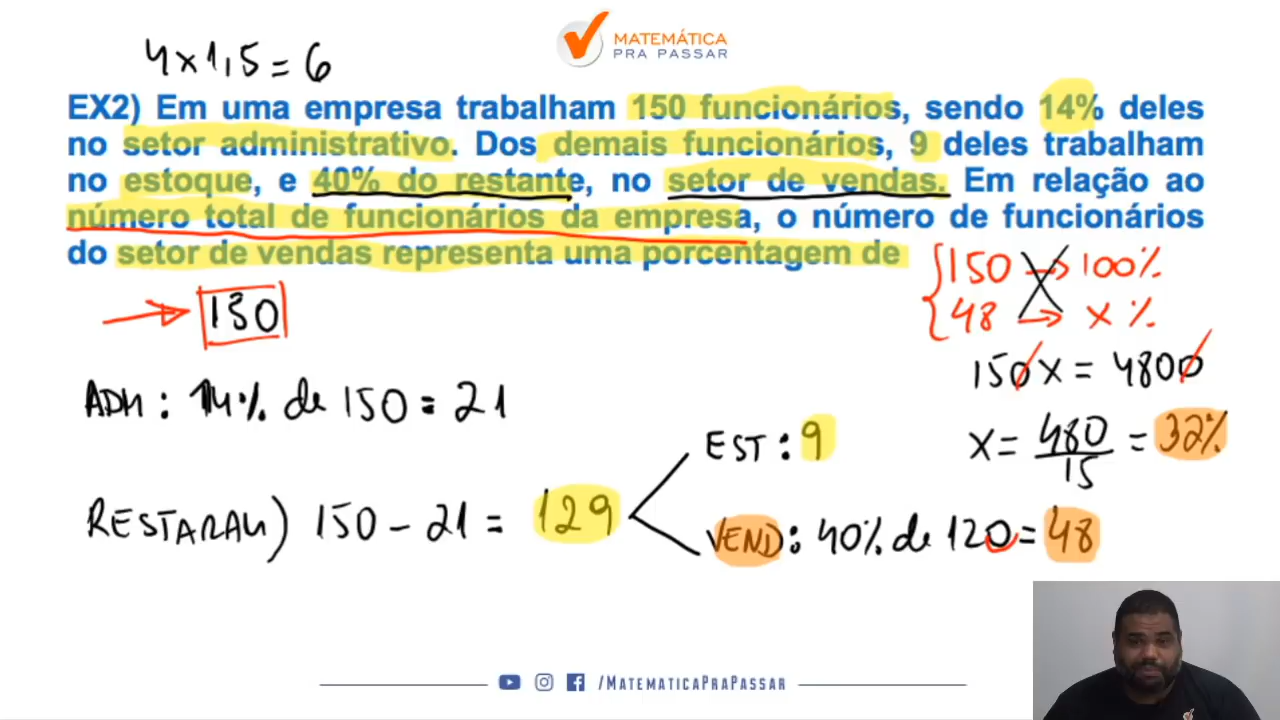 MATEMÁTICA
PRA PASSAR
4 x 1,5 = 6
EX2) Em uma empresa trabalham 150 funcionários, sendo 14% deles
no setor administrativo. Dos demais funcionários, 9 deles trabalham
no estoque, e 40% do restante, no setor de vendas. Em relação ao
número total de funcionários da empresa, o número de funcionários
do setor de vendas representa uma porcentagem de
150 → 100%
48 → x %
→ 150
150x = 4800
ADM: 14% de 150 = 21
EST: 9
x = 480/15 = 32%
RESTARAM) 150 - 21 = 129
VEND: 40% de 120 = 48
/MatematicaPraPassar